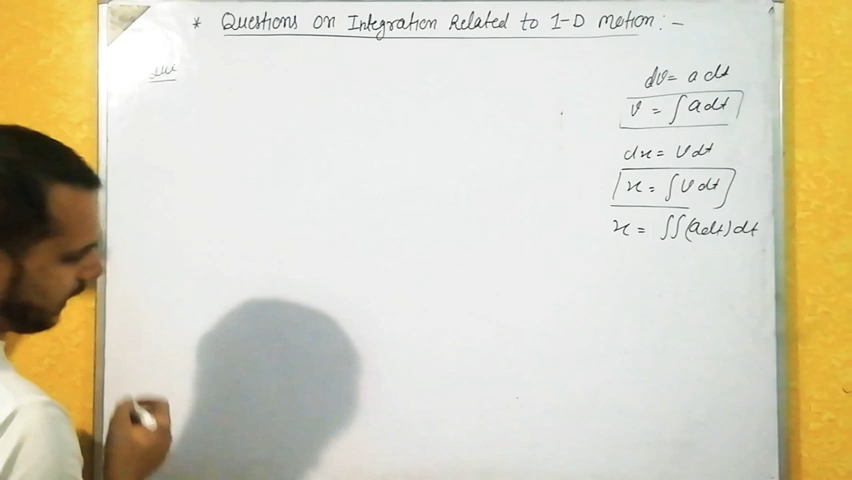 * Questions on Integration Related to 1-D motion :-
dv = a dt
v = ∫ a dt
dx = v dt
x = ∫ v dt
x = ∫∫ (a dt) dt